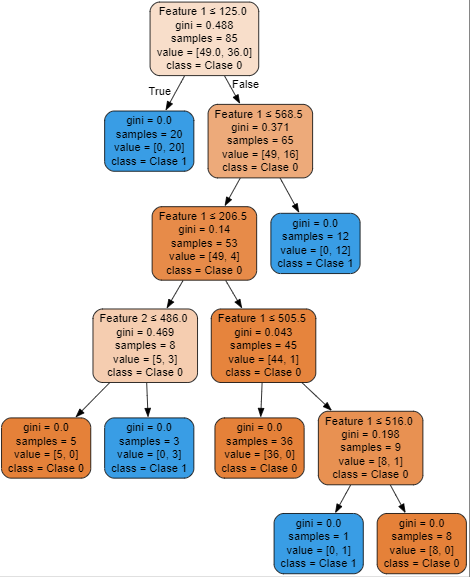 Feature 1 ≤ 125.0
gini = 0.488
samples = 85
value = [49.0, 36.0]
class = Clase 0
True
False
gini = 0.0
samples = 20
value = [0, 20]
class = Clase 1
Feature 1 ≤ 568.5
gini = 0.371
samples = 65
value = [49, 16]
class = Clase 0
Feature 1 ≤ 206.5
gini = 0.14
samples = 53
value = [49, 4]
class = Clase 0
gini = 0.0
samples = 12
value = [0, 12]
class = Clase 1
Feature 2 ≤ 486.0
gini = 0.469
samples = 8
value = [5, 3]
class = Clase 0
Feature 1 ≤ 505.5
gini = 0.043
samples = 45
value = [44, 1]
class = Clase 0
gini = 0.0
samples = 5
value = [5, 0]
class = Clase 0
gini = 0.0
samples = 3
value = [0, 3]
class = Clase 1
gini = 0.0
samples = 36
value = [36, 0]
class = Clase 0
Feature 1 ≤ 516.0
gini = 0.198
samples = 9
value = [8, 1]
class = Clase 0
gini = 0.0
samples = 1
value = [0, 1]
class = Clase 1
gini = 0.0
samples = 8
value = [8, 0]
class = Clase 0